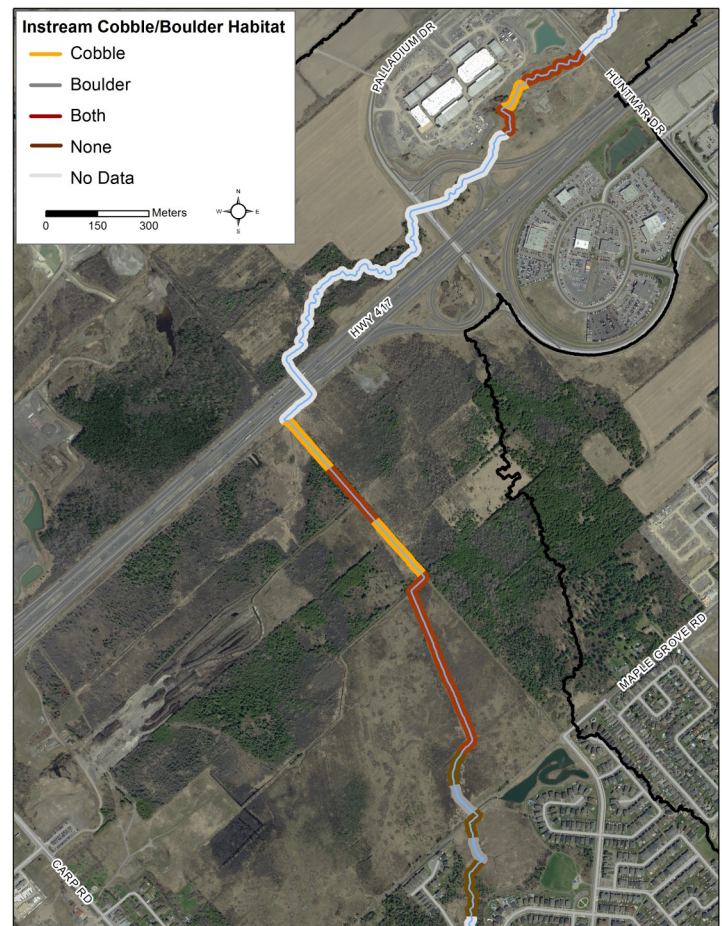 Instream Cobble/Boulder Habitat
Cobble
Boulder
Both
None
No Data
Meters
0 150 300
N
W E
S
PALLADIUM DR
HUNTMAR DR
HWY 417
MAPLE GROVE RD
CARP RD